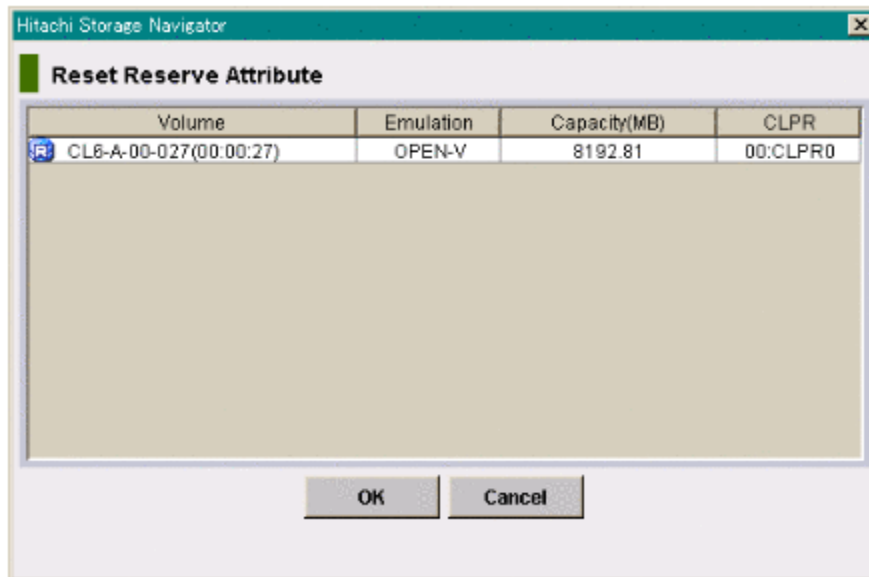 Hitachi Storage Navigator
Reset Reserve Attribute
Volume Emulation Capacity(MB) CLPR
R CL6-A-00-027(00:00:27) OPEN-V 8192.81 00:CLPR0
OK Cancel